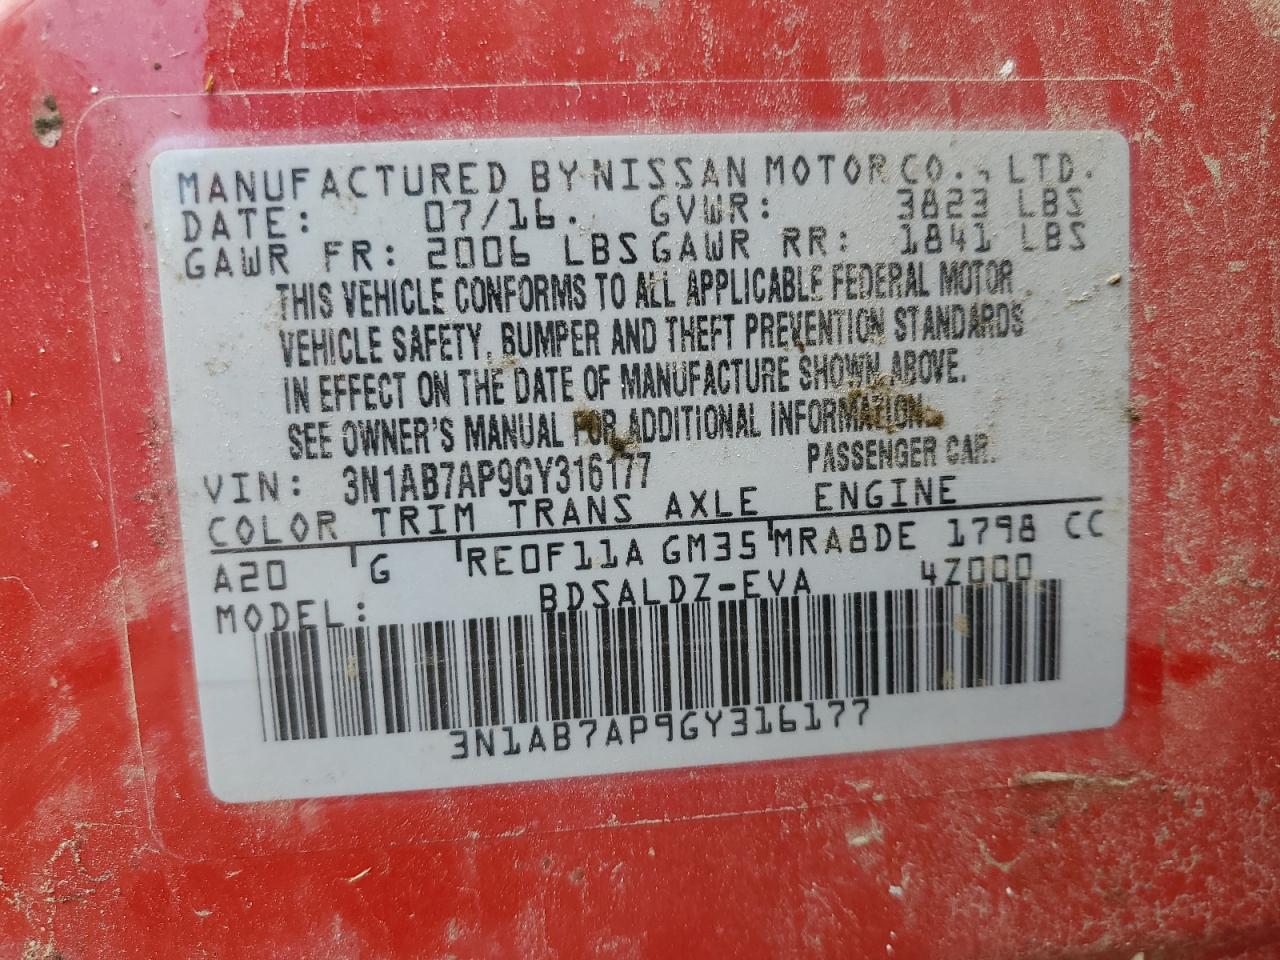 MANUFACTURED BY NISSAN MOTOR CO., LTD.
DATE: 07/16. GVWR: 3823 LBS
GAWR FR: 2006 LBS GAWR RR: 1841 LBS
THIS VEHICLE CONFORMS TO ALL APPLICABLE FEDERAL MOTOR
VEHICLE SAFETY, BUMPER AND THEFT PREVENTION STANDARDS
IN EFFECT ON THE DATE OF MANUFACTURE SHOWN ABOVE.
SEE OWNER'S MANUAL FOR ADDITIONAL INFORMATION.
PASSENGER CAR.
VIN: 3N1AB7AP9GY316177
COLOR TRIM TRANS AXLE ENGINE
A20 G RE0F11A GM35 MRA8DE 1798 CC
MODEL: BDSALDZ-EVA 4Z000
3N1AB7AP9GY316177